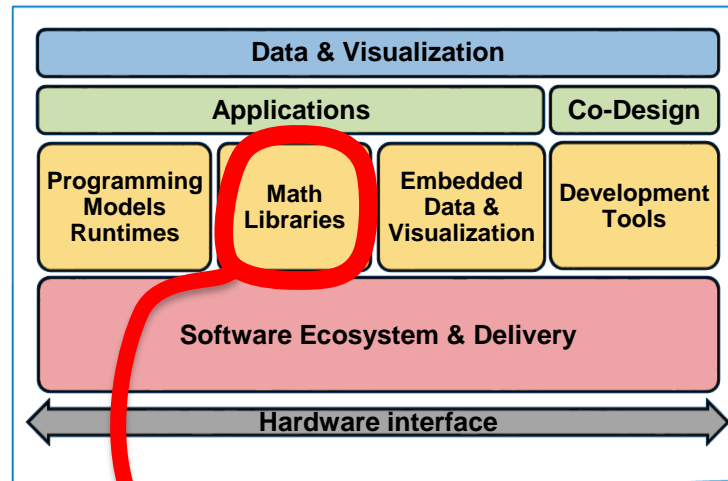 Data & Visualization
Applications
Co-Design
Programming
Models
Runtimes
Math
Libraries
Embedded
Data &
Visualization
Development
Tools
Software Ecosystem & Delivery
Hardware interface